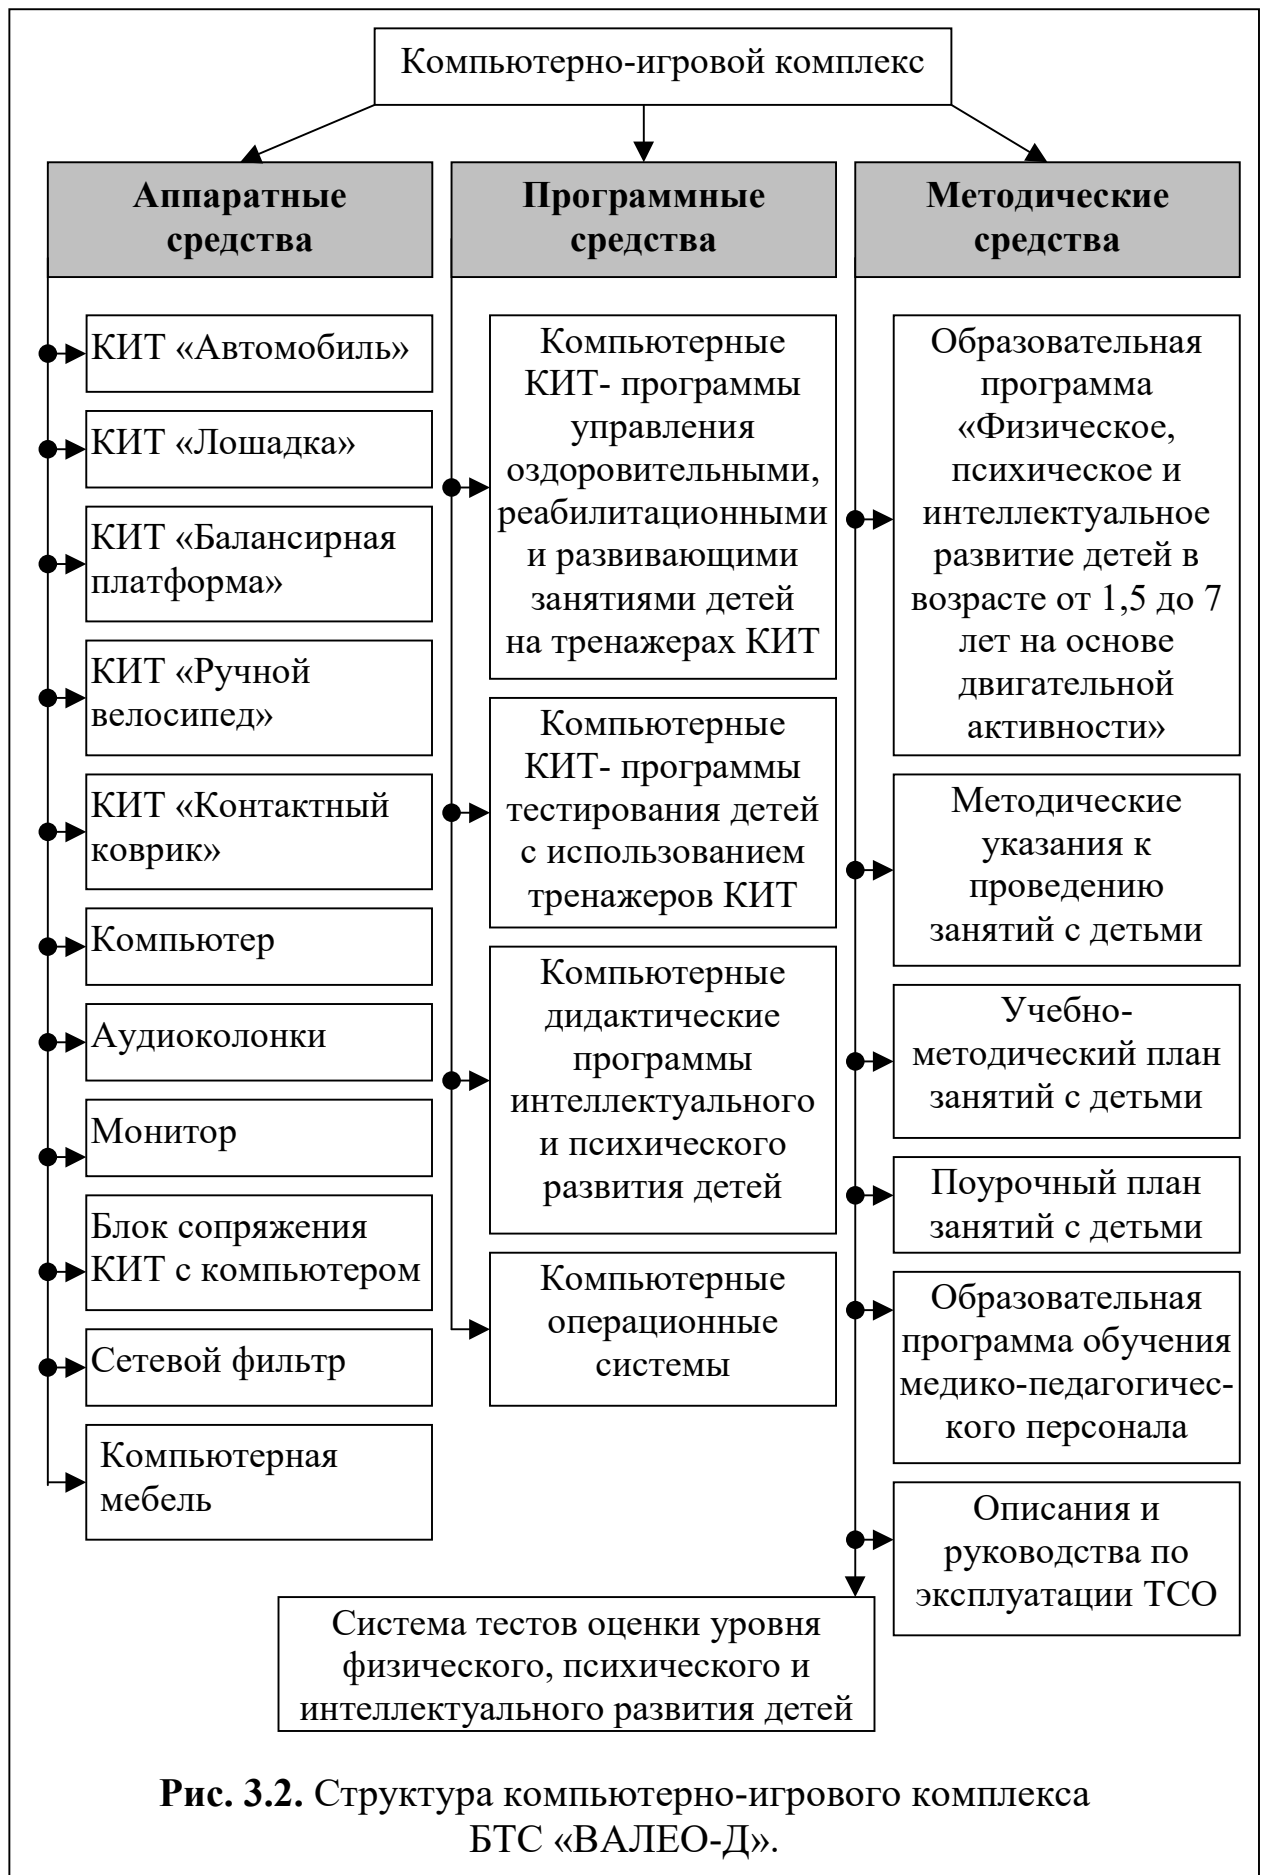 Компьютерно-игровой комплекс
Аппаратные
средства
КИТ «Автомобиль»
КИТ «Лошадка»
КИТ «Балансирная
платформа»
КИТ «Ручной
велосипед»
КИТ «Контактный
коврик»
Компьютер
Аудиоколонки
Монитор
Блок сопряжения
КИТ с компьютером
Сетевой фильтр
Компьютерная
мебель
Программные
средства
Компьютерные
КИТ- программы
управления
оздоровительными,
реабилитационными
и развивающими
занятиями детей
на тренажерах КИТ
Компьютерные
КИТ- программы
тестирования детей
с использованием
тренажеров КИТ
Компьютерные
дидактические
программы
интеллектуального
и психического
развития детей
Компьютерные
операционные
системы
Методические
средства
Образовательная
программа
«Физическое,
психическое и
интеллектуальное
развитие детей в
возрасте от 1,5 до 7
лет на основе
двигательной
активности»
Методические
указания к
проведению
занятий с детьми
Учебно-
методический план
занятий с детьми
Поурочный план
занятий с детьми
Образовательная
программа обучения
медико-педагогичес-
кого персонала
Описания и
руководства по
эксплуатации ТСО
Система тестов оценки уровня
физического, психического и
интеллектуального развития детей
Рис. 3.2. Структура компьютерно-игрового комплекса
БТС «ВАЛЕО-Д».